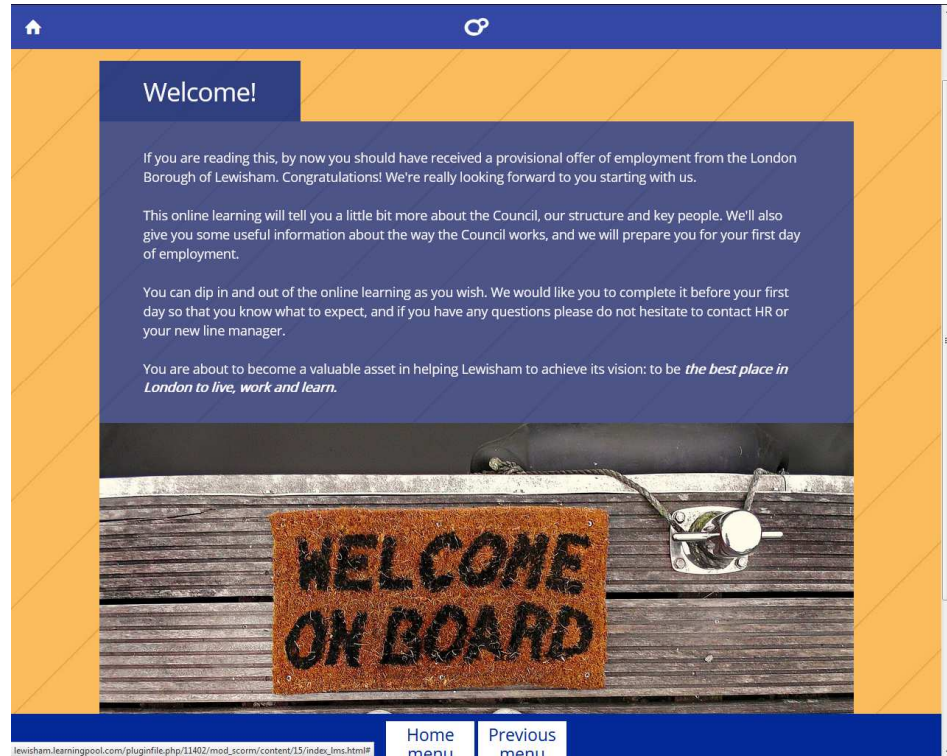 Welcome!
If you are reading this, by now you should have received a provisional offer of employment from the London
Borough of Lewisham. Congratulations! We're really looking forward to you starting with us.
This online learning will tell you a little bit more about the Council, our structure and key people. We'll also
give you some useful information about the way the Council works, and we will prepare you for your first day
of employment.
You can dip in and out of the online learning as you wish. We would like you to complete it before your first
day so that you know what to expect, and if you have any questions please do not hesitate to contact HR or
your new line manager.
You are about to become a valuable asset in helping Lewisham to achieve its vision: to be the best place in
London to live, work and learn.
WELCOME
ON BOARD
Home
menu
Previous
menu
lewisham.learningpool.com/pluginfile.php/11402/mod_scorm/content/15/index_lms.html#